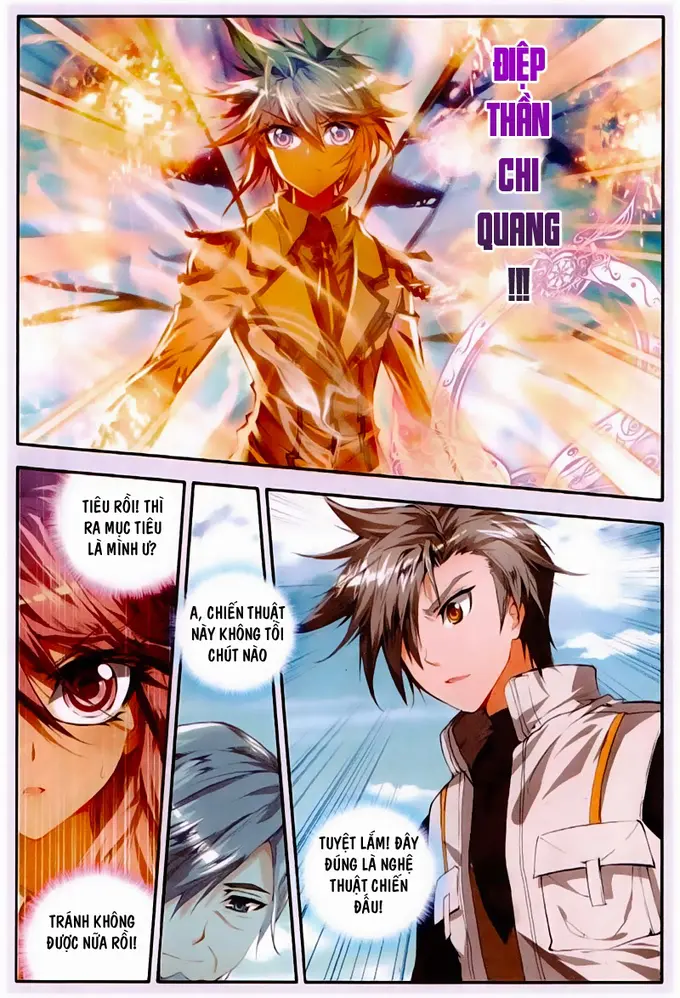 ĐIỆP
THẦN
CHI
QUANG
!!!
TIÊU RỒI! THÌ
RA MỤC TIÊU
LÀ MÌNH Ư?
A, CHIẾN THUẬT
NÀY KHÔNG TỒI
CHÚT NÀO
TRÁNH KHÔNG
ĐƯỢC NỮA RỒI!
TUYỆT LẮM! ĐÂY
ĐÚNG LÀ NGHỆ
THUẬT CHIẾN
ĐẤU!